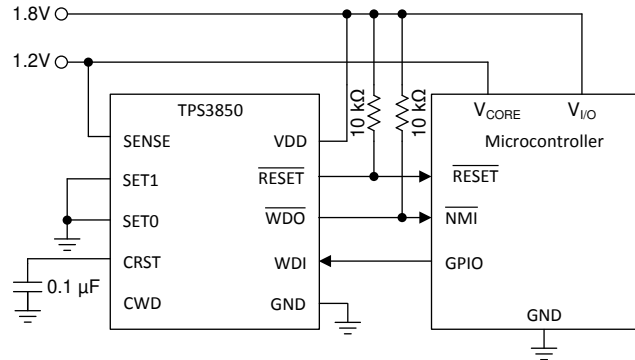 1.8V
1.2V
TPS3850
SENSE
SET1
SET0
CRST
CWD
VDD
RESET
WDO
WDI
GND
0.1 µF
10 kΩ
10 kΩ
VCORE
VI/O
Microcontroller
RESET
NMI
GPIO
GND